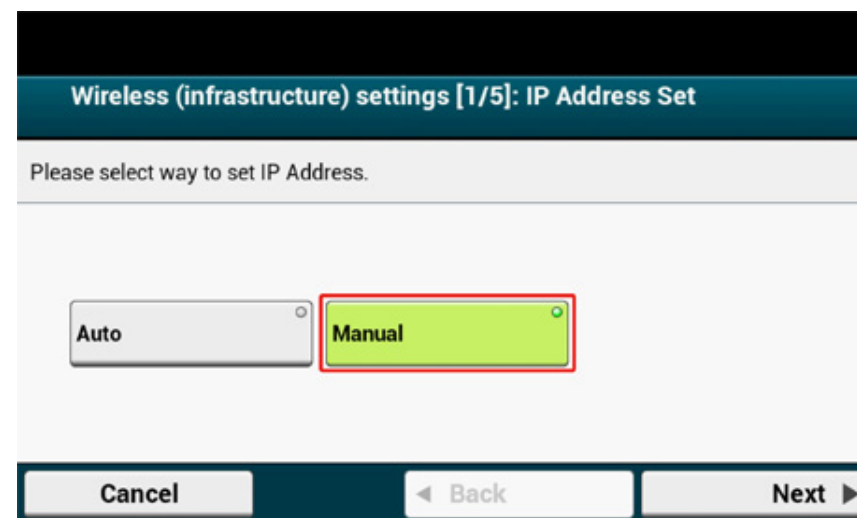 Wireless (infrastructure) settings [1/5]: IP Address Set
Please select way to set IP Address.
Auto
Manual
Cancel
Back
Next